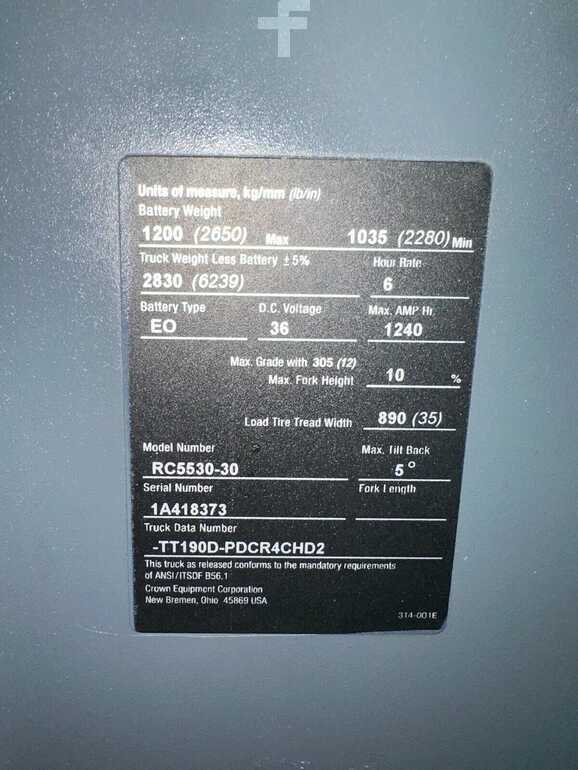 f
Units of measure, kg/mm (lb/in)
Battery Weight
1200 (2650) Max 1035 (2280) Min
Truck Weight Less Battery ±5% Hour Rate
2830 (6239) 6
Battery Type D.C. Voltage Max. AMP Hr.
EO 36 1240
Max. Grade with 305 (12)
Max. Fork Height 10 %
Load Tire Tread Width 890 (35)
Model Number Max. Tilt Back
RC5530-30 5°
Serial Number Fork Length
1A418373
Truck Data Number
-TT190D-PDCR4CHD2
This truck as released conforms to the mandatory requirements
of ANSI/ITSDF B56.1
Crown Equipment Corporation
New Bremen, Ohio 45869 USA
314-001E